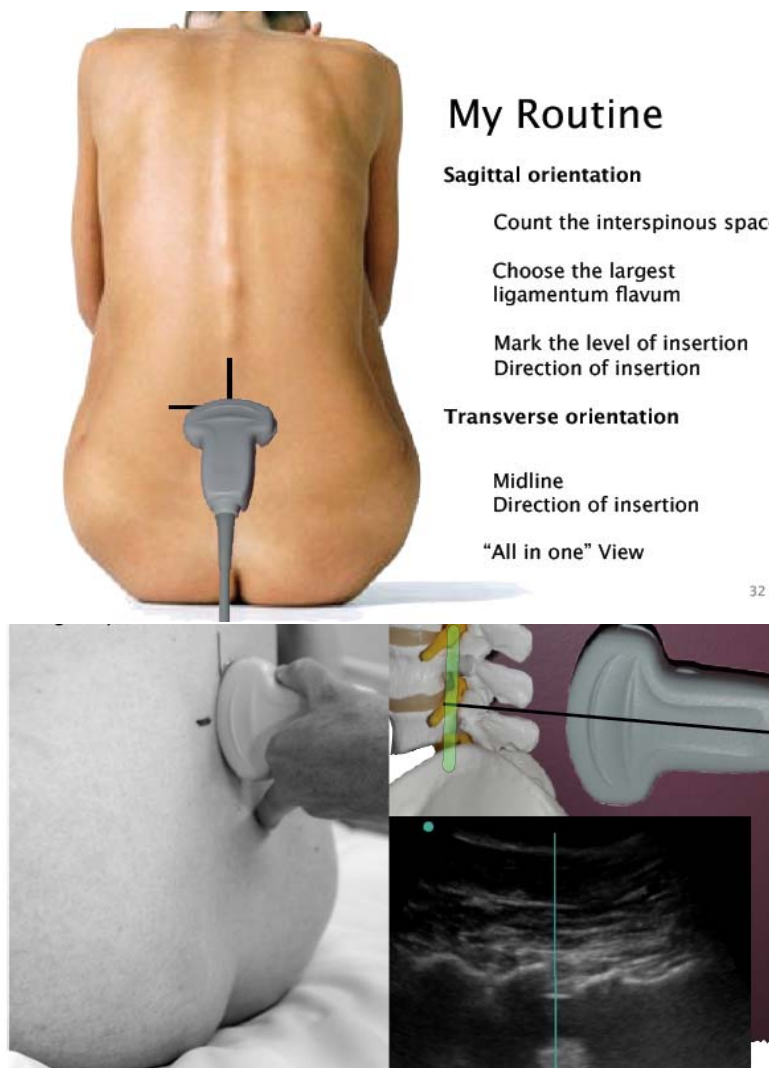 My Routine
Sagittal orientation
Count the interspinous spac
Choose the largest
ligamentum flavum
Mark the level of insertion
Direction of insertion
Transverse orientation
Midline
Direction of insertion
“All in one” View
32